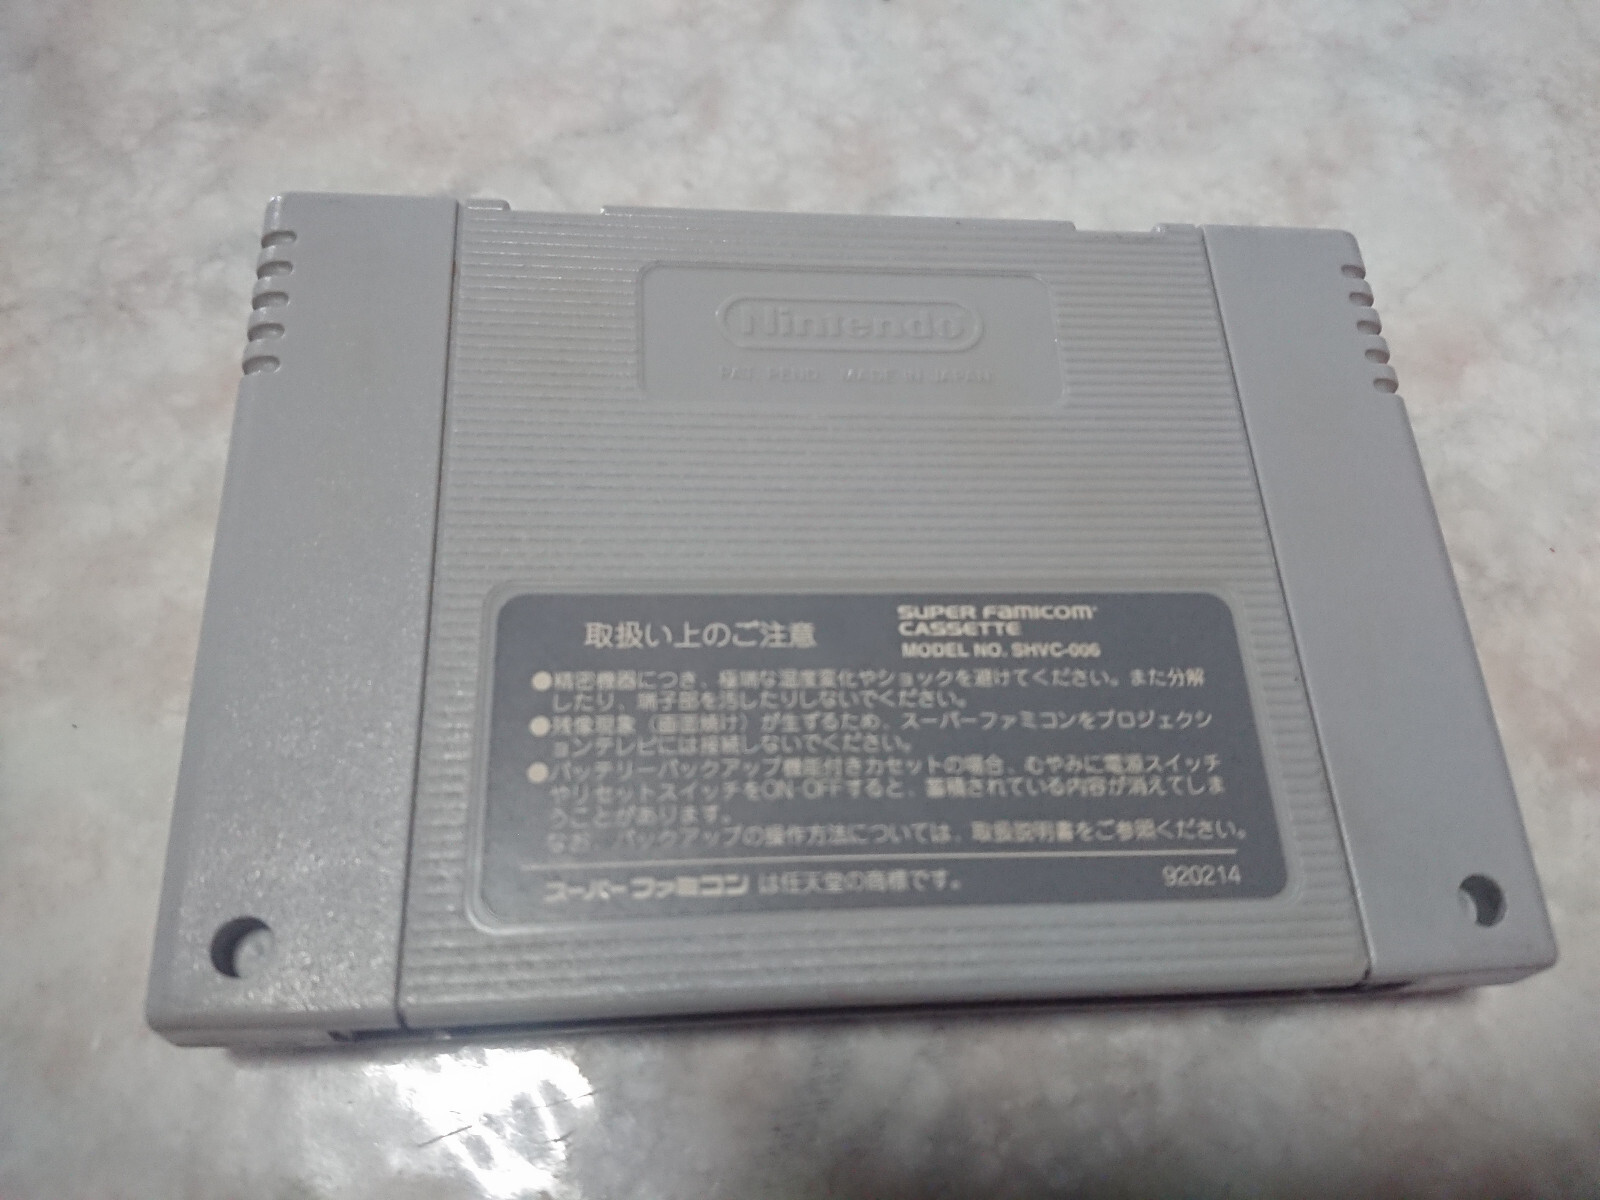 Nintendo
PAT. PEND. MADE IN JAPAN
取扱い上のご注意
SUPER FAMICOM
CASSETTE
MODEL NO. SHVC-006
●精密機器につき、極端な温度変化やショックを避けてください。また分解
したり、端子部を汚したりしないでください。
●残像現象（画面焼け）が生ずるため、スーパーファミコンをプロジェクシ
ョンテレビには接続しないでください。
●バッテリーバックアップ機能付きカセットの場合、むやみに電源スイッチ
やリセットスイッチをON-OFFすると、蓄積されている内容が消えてしま
うことがあります。
なお、バックアップの操作方法については、取扱説明書をご参照ください。
スーパーファミコン は任天堂の商標です。
920214